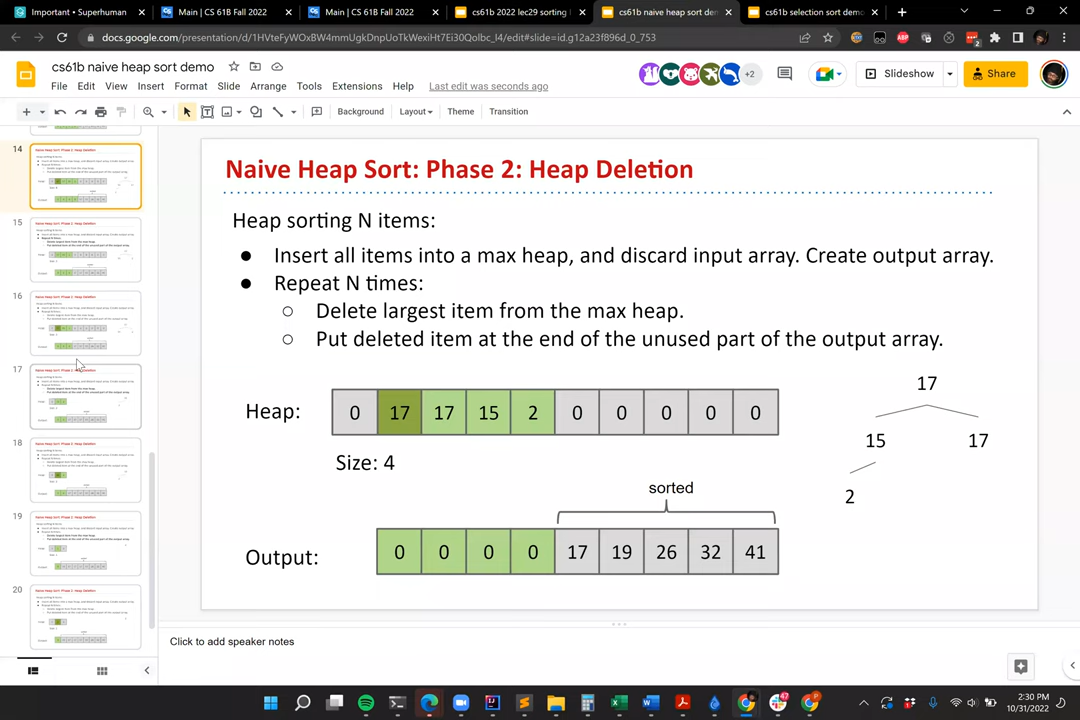 Important • Superhuman
Main | CS 61B Fall 2022
Main | CS 61B Fall 2022
cs61b 2022 lec29 sorting
cs61b naive heap sort de
cs61b selection sort demo
docs.google.com/presentation/d/
cs61b naive heap sort demo
File Edit View Insert Format Slide Arrange Tools Extensions Help Last edit was seconds ago
+2
Slideshow
Share
Background Layout Theme Transition
14
15
16
17
18
19
20
Naive Heap Sort: Phase 2: Heap Deletion
Heap sorting N items:
● Insert all items into a max heap, and discard input array. Create output array.
● Repeat N times:
○ Delete largest item from the max heap.
○ Put deleted item at the end of the unused part of the output array.
Heap: 0 17 17 15 2 0 0 0 0 0
Size: 4
17
15 17
2
sorted
Output: 0 0 0 0 17 19 26 32 41
Click to add speaker notes
47
2:30 PM
10/31/2022